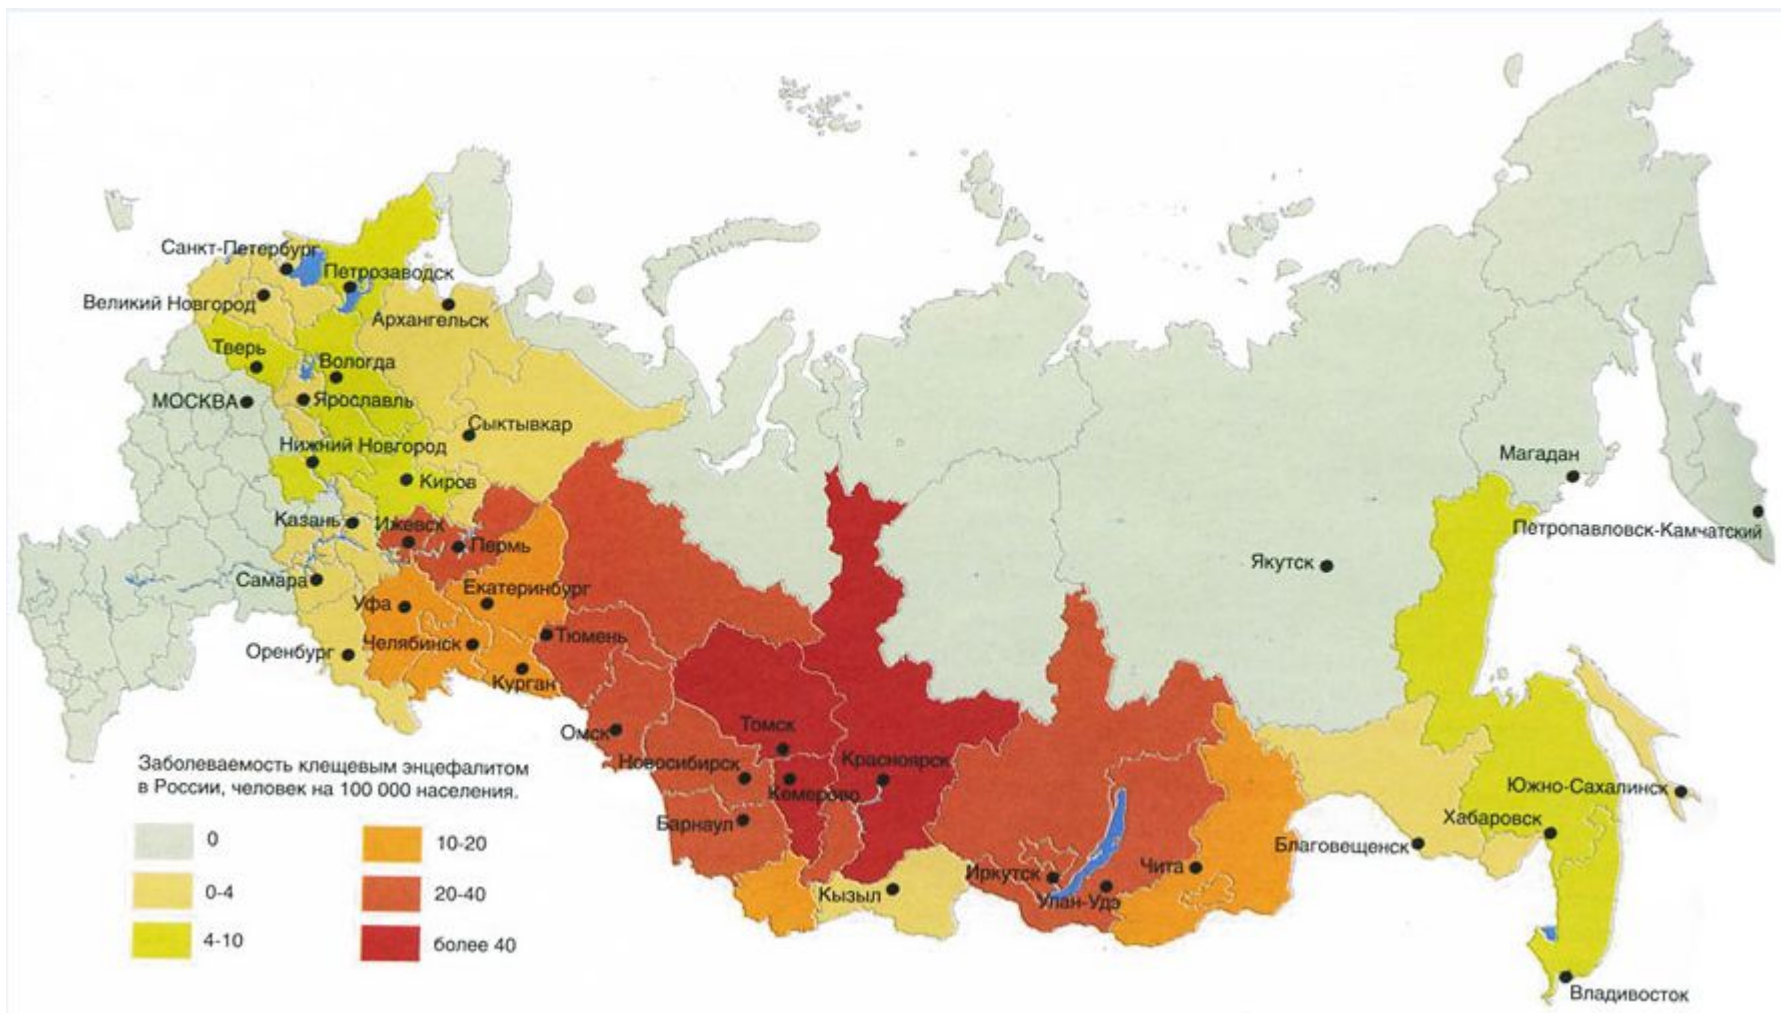 Санкт-Петербург
Петрозаводск
Великий Новгород
Архангельск
Тверь
Вологда
МОСКВА
Ярославль
Сыктывкар
Нижний Новгород
Киров
Магадан
Казань
Ижевск
Пермь
Петропавловск-Камчатский
Якутск
Самара
Екатеринбург
Уфа
Челябинск
Тюмень
Оренбург
Курган
Омск
Томск
Новосибирск
Красноярск
Кемерово
Южно-Сахалинск
Барнаул
Хабаровск
Благовещенск
Кызыл
Иркутск
Чита
Улан-Удэ
Владивосток
Заболеваемость клещевым энцефалитом
в России, человек на 100 000 населения.
0
0-4
4-10
10-20
20-40
более 40